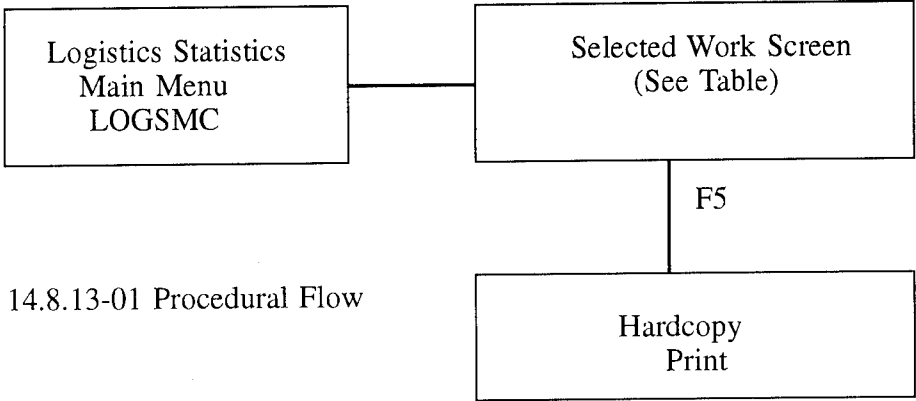 Logistics Statistics
Main Menu
LOGSMC
Selected Work Screen
(See Table)
F5
14.8.13-01 Procedural Flow
Hardcopy
Print